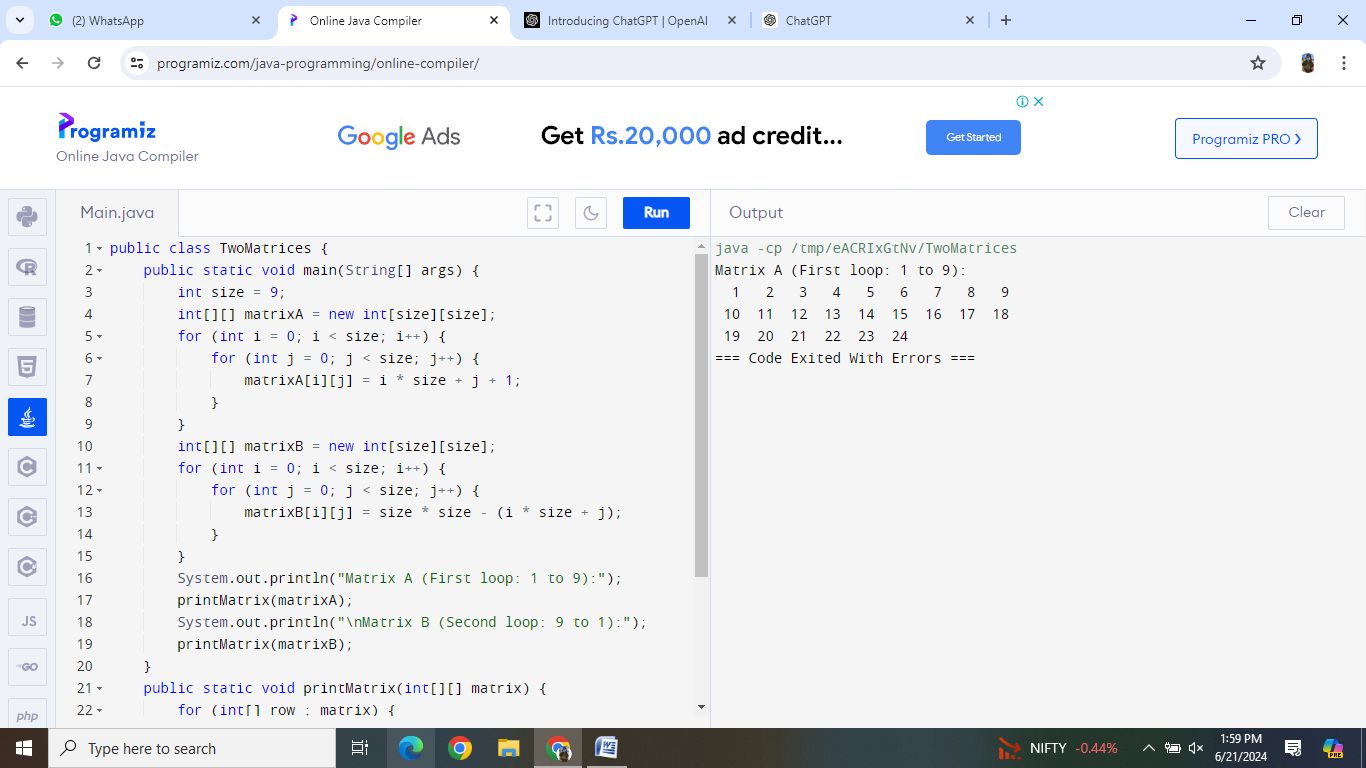 (2) WhatsApp
Online Java Compiler
Introducing ChatGPT | OpenAI
ChatGPT
programiz.com/java-programming/online-compiler/
Programiz
Online Java Compiler
Google Ads
Get Rs.20,000 ad credit...
Get Started
Programiz PRO >
Main.java
Run
Output
Clear
1 public class TwoMatrices {
2     public static void main(String[] args) {
3         int size = 9;
4         int[][] matrixA = new int[size][size];
5         for (int i = 0; i < size; i++) {
6             for (int j = 0; j < size; j++) {
7                 matrixA[i][j] = i * size + j + 1;
8             }
9         }
10         int[][] matrixB = new int[size][size];
11         for (int i = 0; i < size; i++) {
12             for (int j = 0; j < size; j++) {
13                 matrixB[i][j] = size * size - (i * size + j);
14             }
15         }
16         System.out.println("Matrix A (First loop: 1 to 9):");
17         printMatrix(matrixA);
18         System.out.println("\nMatrix B (Second loop: 9 to 1):");
19         printMatrix(matrixB);
20     }
21     public static void printMatrix(int[][] matrix) {
22         for (int[] row : matrix) {
java -cp /tmp/eACRIxGtNv/TwoMatrices
Matrix A (First loop: 1 to 9):
1 2 3 4 5 6 7 8 9
10 11 12 13 14 15 16 17 18
19 20 21 22 23 24
=== Code Exited With Errors ===
JS
GO
php
Type here to search
NIFTY -0.44%
1:59 PM
6/21/2024
PRE